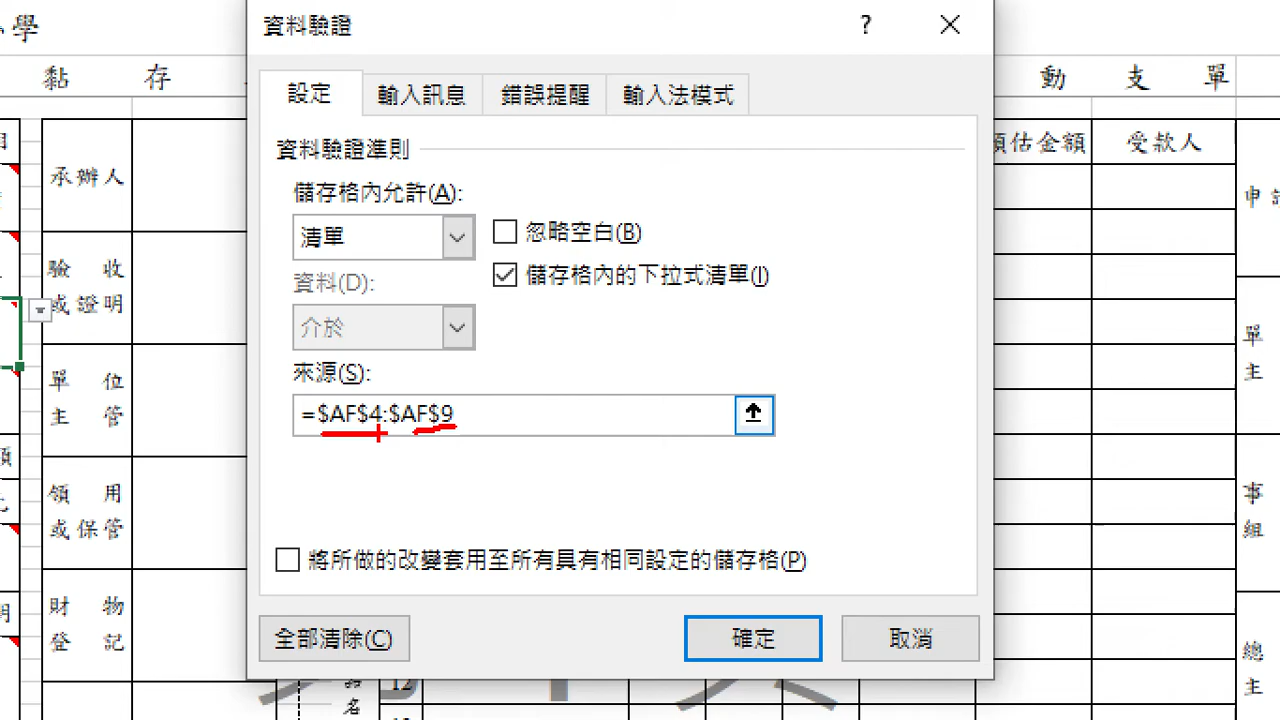 小學
資料驗證
黏 存
動 支 單
設定 輸入訊息 錯誤提醒 輸入法模式
預估金額 受款人
資料驗證準則
承辦人
儲存格內允許(A):
清單
忽略空白(B)
驗 收
或證明
儲存格內的下拉式清單(I)
資料(D):
介於
單 位
主 管
來源(S):
=$AF$4:$AF$9
單
主
領 用
或保管
事
組
將所做的改變套用至所有具有相同設定的儲存格(P)
財 物
登 記
全部清除(C) 確定 取消
總
主
12
名